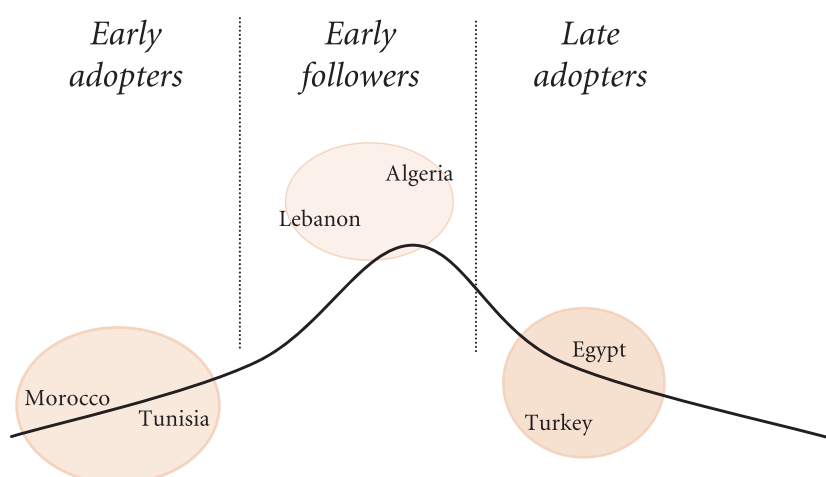 Early
adopters
Early
followers
Late
adopters
Algeria
Lebanon
Egypt
Morocco
Tunisia
Turkey